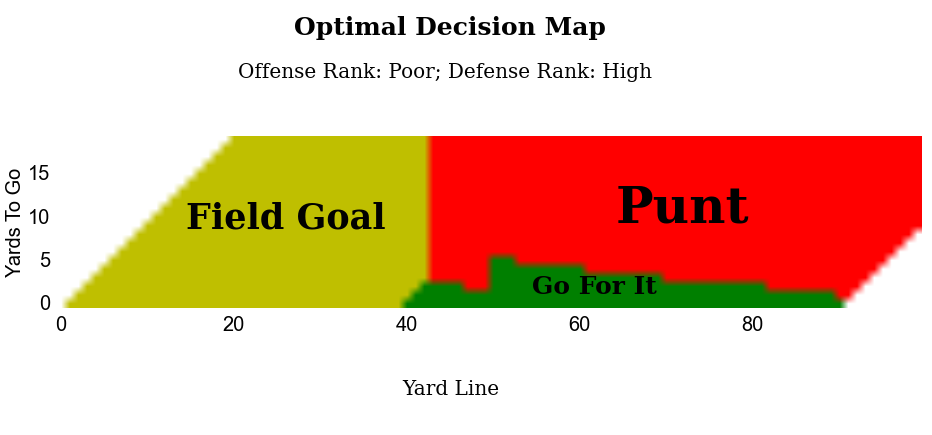 Optimal Decision Map
Offense Rank: Poor; Defense Rank: High
Yards To Go
15
10
5
0
Field Goal
Punt
Go For It
0 20 40 60 80
Yard Line